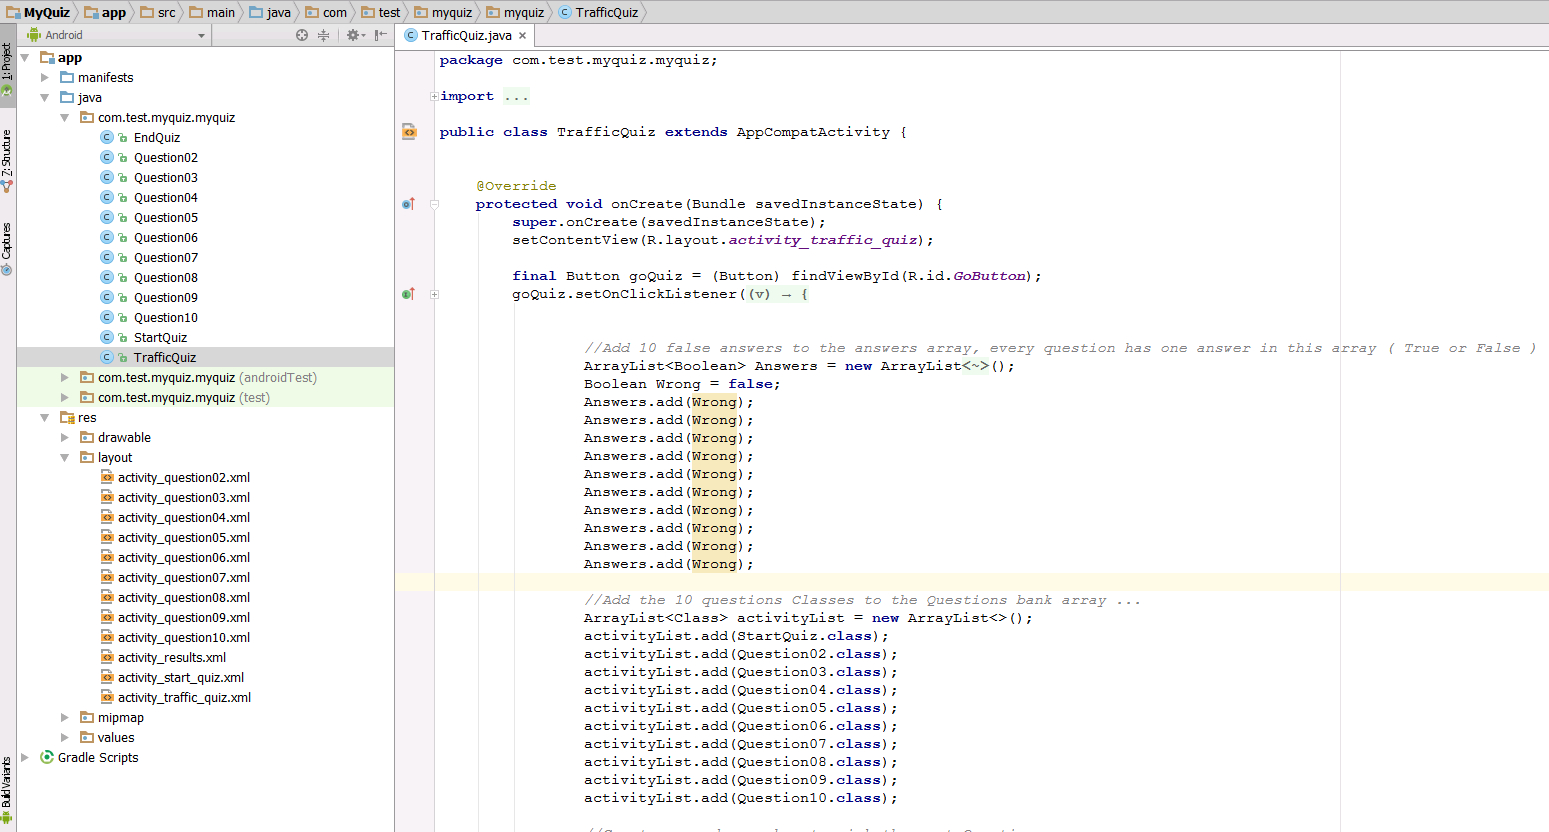 MyQuiz app src main java com test myquiz myquiz TrafficQuiz
Android
TrafficQuiz.java
1: Project
Z: Structure
Captures
Build Variants
app
manifests
java
com.test.myquiz.myquiz
EndQuiz
Question02
Question03
Question04
Question05
Question06
Question07
Question08
Question09
Question10
StartQuiz
TrafficQuiz
com.test.myquiz.myquiz (androidTest)
com.test.myquiz.myquiz (test)
res
drawable
layout
activity_question02.xml
activity_question03.xml
activity_question04.xml
activity_question05.xml
activity_question06.xml
activity_question07.xml
activity_question08.xml
activity_question09.xml
activity_question10.xml
activity_results.xml
activity_start_quiz.xml
activity_traffic_quiz.xml
mipmap
values
Gradle Scripts
package com.test.myquiz.myquiz;
import ...
public class TrafficQuiz extends AppCompatActivity {
@Override
protected void onCreate(Bundle savedInstanceState) {
super.onCreate(savedInstanceState);
setContentView(R.layout.activity_traffic_quiz);
final Button goQuiz = (Button) findViewById(R.id.GoButton);
goQuiz.setOnClickListener((v) → {
//Add 10 false answers to the answers array, every question has one answer in this array ( True or False )
ArrayList<Boolean> Answers = new ArrayList<~>();
Boolean Wrong = false;
Answers.add(Wrong);
Answers.add(Wrong);
Answers.add(Wrong);
Answers.add(Wrong);
Answers.add(Wrong);
Answers.add(Wrong);
Answers.add(Wrong);
Answers.add(Wrong);
Answers.add(Wrong);
Answers.add(Wrong);
//Add the 10 questions Classes to the Questions bank array ...
ArrayList<Class> activityList = new ArrayList<>();
activityList.add(StartQuiz.class);
activityList.add(Question02.class);
activityList.add(Question03.class);
activityList.add(Question04.class);
activityList.add(Question05.class);
activityList.add(Question06.class);
activityList.add(Question07.class);
activityList.add(Question08.class);
activityList.add(Question09.class);
activityList.add(Question10.class);